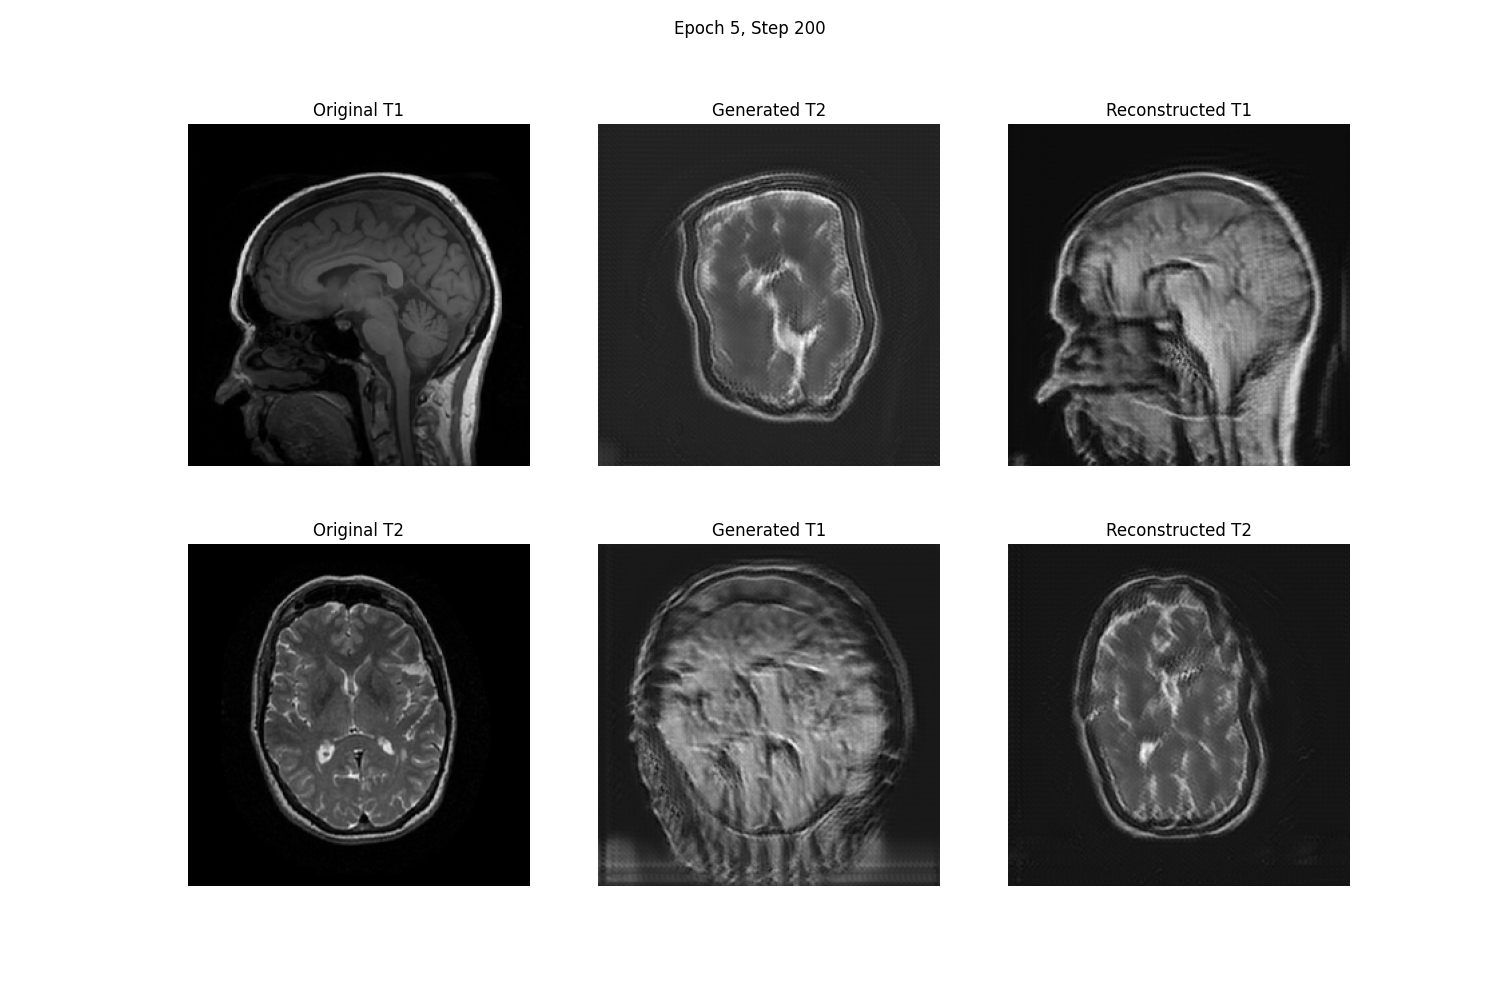 Epoch 5, Step 200
Original T1
Generated T2
Reconstructed T1
Original T2
Generated T1
Reconstructed T2